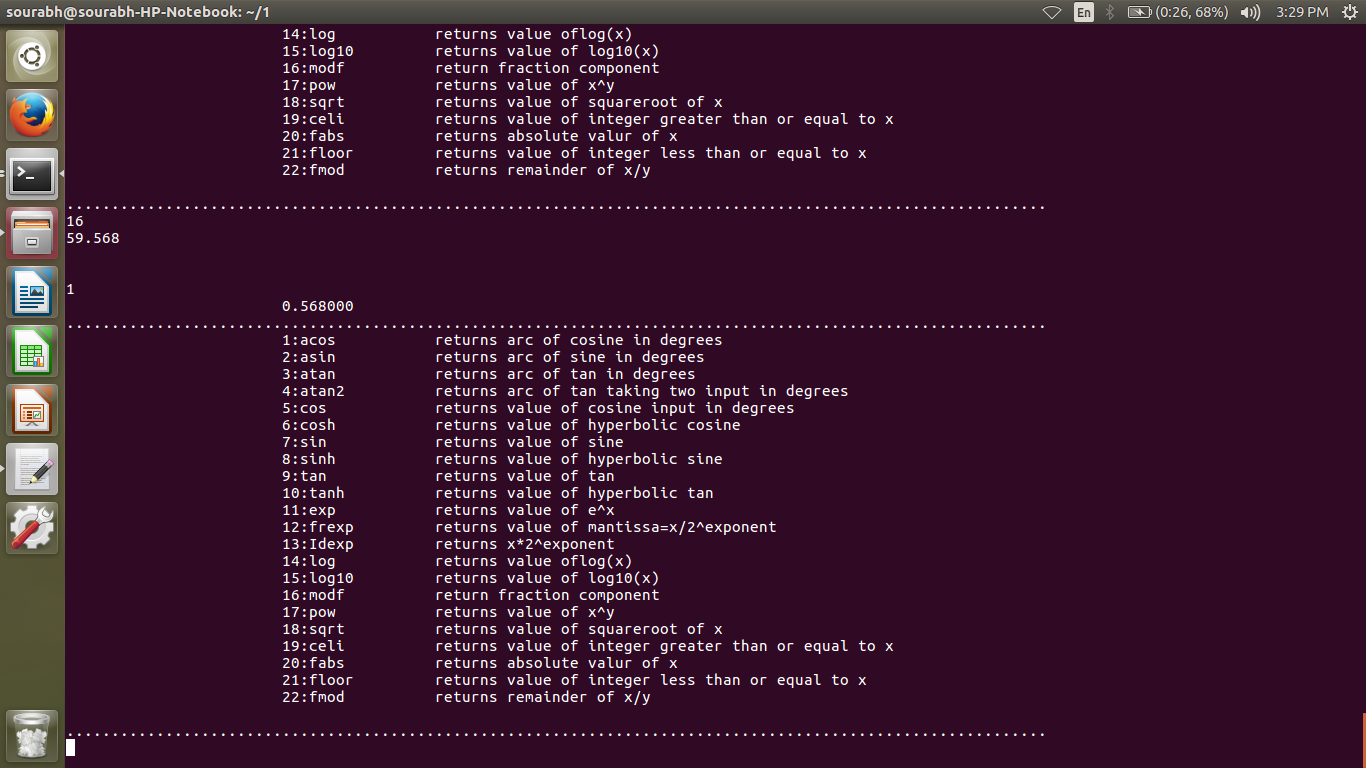 sourabh@sourabh-HP-Notebook: ~/1 En (0:26, 68%) 3:29 PM
14:log returns value oflog(x)
15:log10 returns value of log10(x)
16:modf return fraction component
17:pow returns value of x^y
18:sqrt returns value of squareroot of x
19:celi returns value of integer greater than or equal to x
20:fabs returns absolute valur of x
21:floor returns value of integer less than or equal to x
22:fmod returns remainder of x/y
.............................................................................................................
16
59.568
1
0.568000
.............................................................................................................
1:acos returns arc of cosine in degrees
2:asin returns arc of sine in degrees
3:atan returns arc of tan in degrees
4:atan2 returns arc of tan taking two input in degrees
5:cos returns value of cosine input in degrees
6:cosh returns value of hyperbolic cosine
7:sin returns value of sine
8:sinh returns value of hyperbolic sine
9:tan returns value of tan
10:tanh returns value of hyperbolic tan
11:exp returns value of e^x
12:frexp returns value of mantissa=x/2^exponent
13:Idexp returns x*2^exponent
14:log returns value oflog(x)
15:log10 returns value of log10(x)
16:modf return fraction component
17:pow returns value of x^y
18:sqrt returns value of squareroot of x
19:celi returns value of integer greater than or equal to x
20:fabs returns absolute valur of x
21:floor returns value of integer less than or equal to x
22:fmod returns remainder of x/y
.............................................................................................................